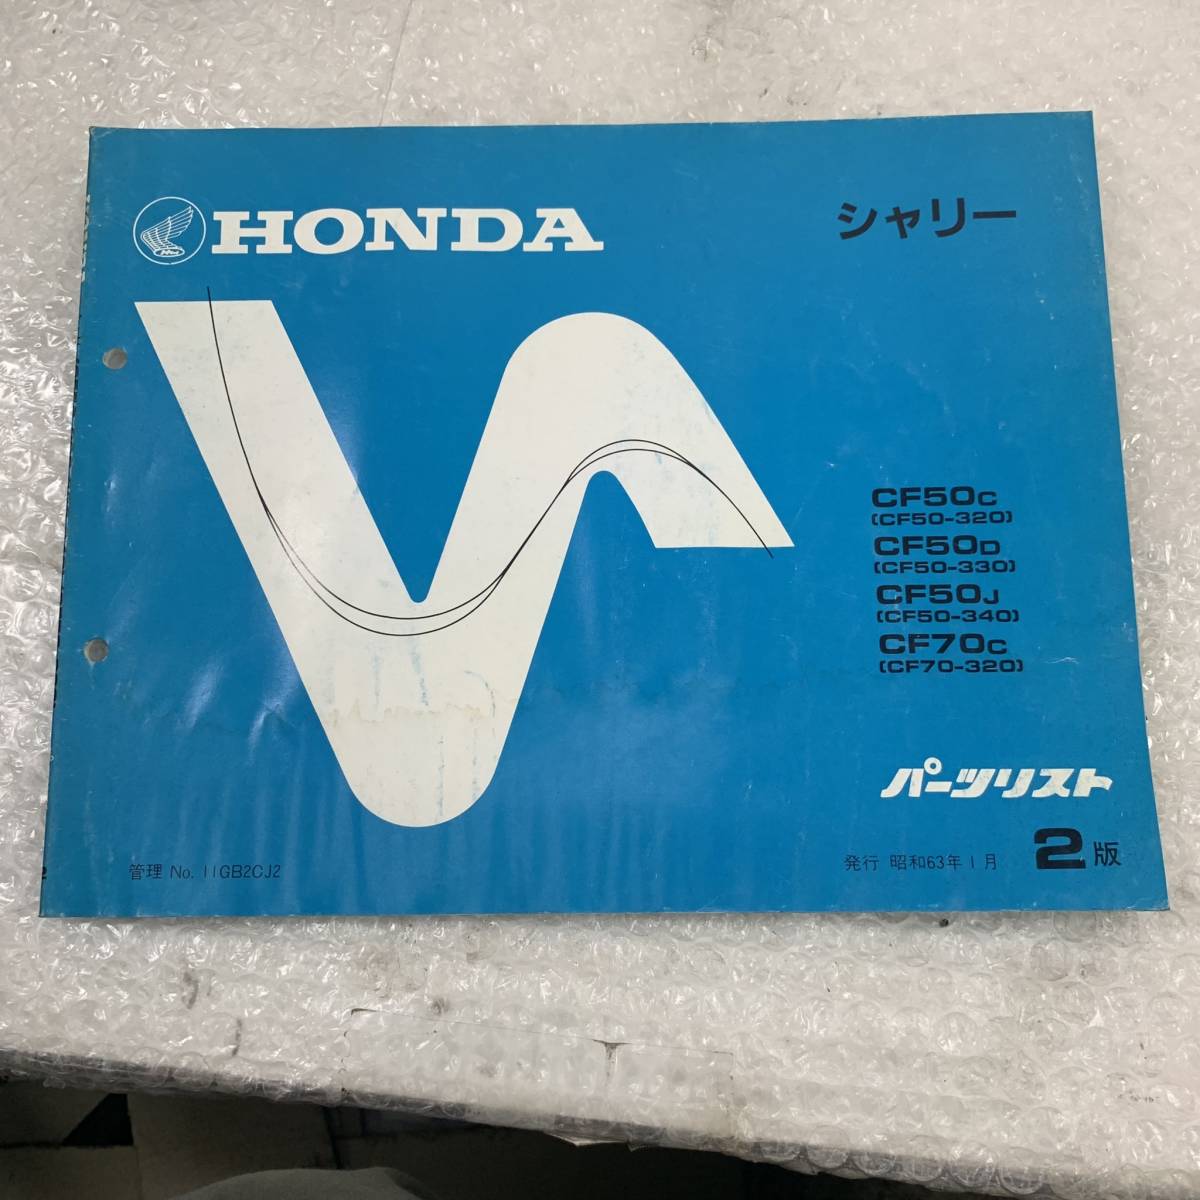 HONDA
シャリー
CF50C
(CF50-320)
CF50D
(CF50-330)
CF50J
(CF50-340)
CF70C
(CF70-320)
パーツリスト
管理 No. 11GB2CJ2
発行 昭和63年1月 2版